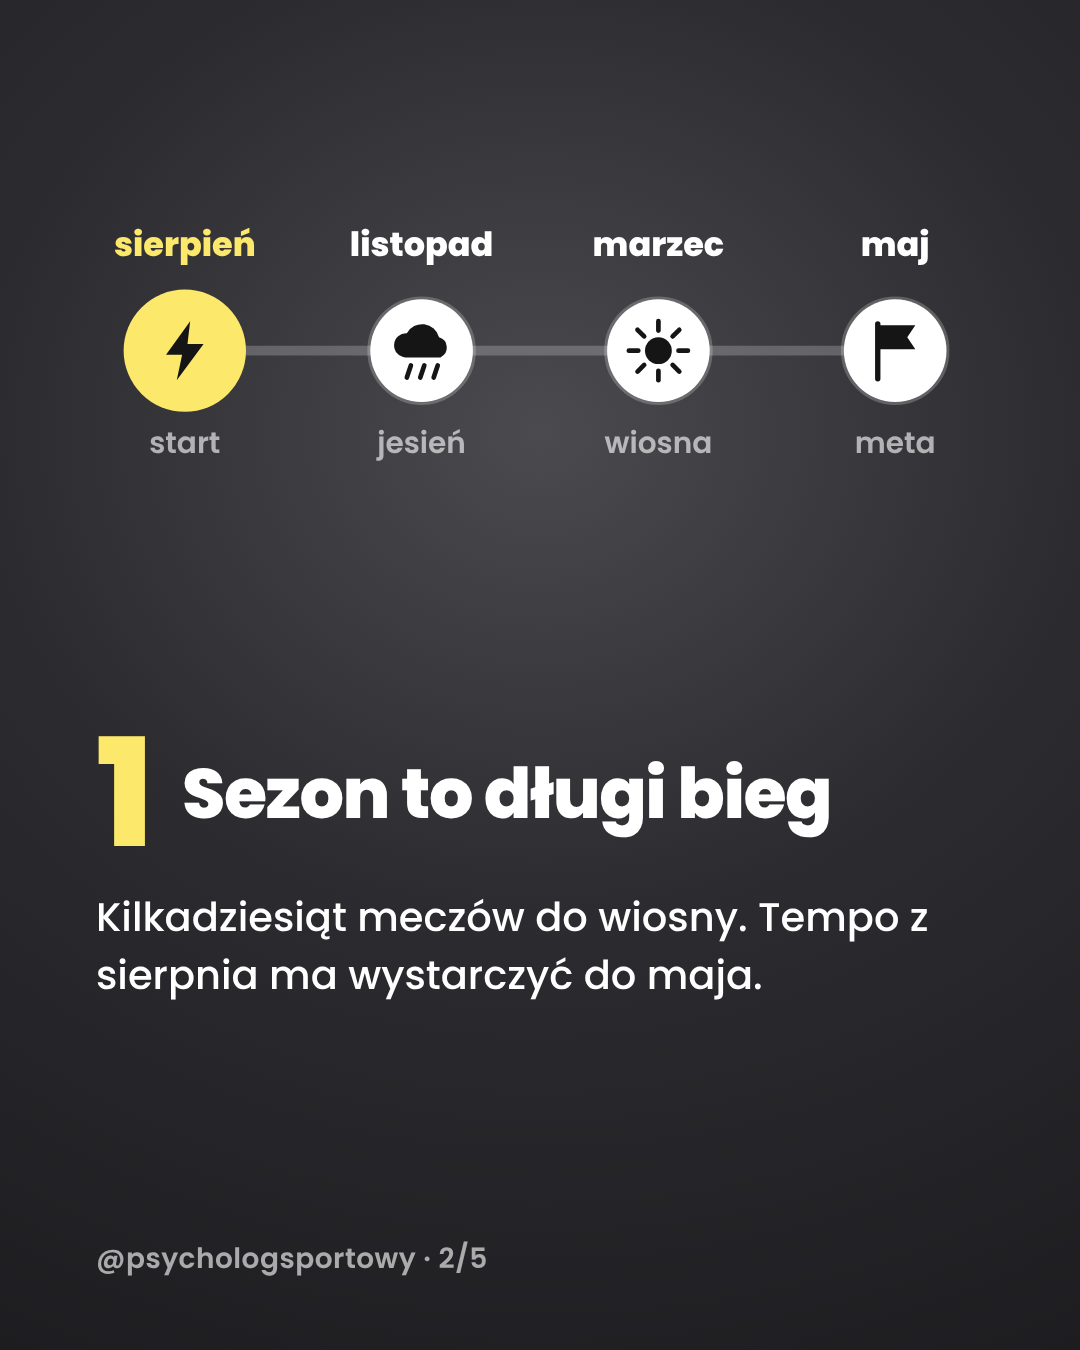 sierpień listopad marzec maj
start jesień wiosna meta
1 Sezon to długi bieg
Kilkadziesiąt meczów do wiosny. Tempo z
sierpnia ma wystarczyć do maja.
@psychologsportowy · 2/5